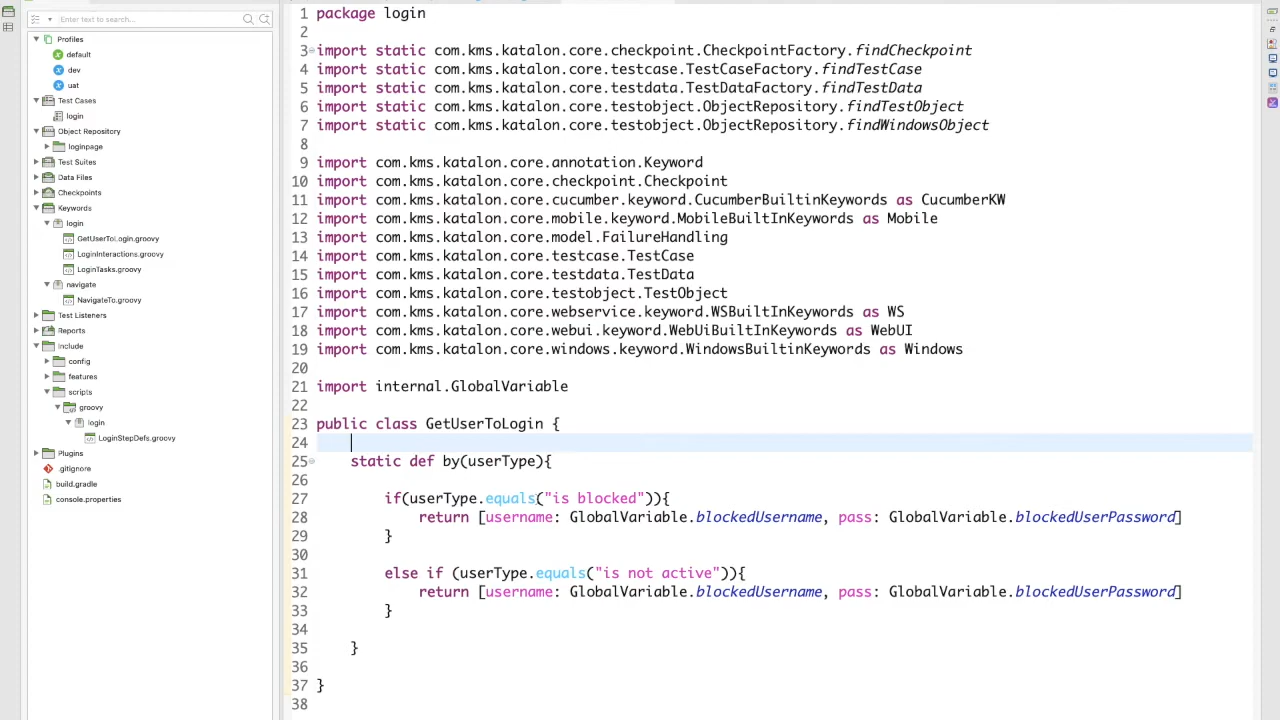 Enter text to search...
Profiles
default
dev
uat
Test Cases
login
Object Repository
loginpage
Test Suites
Data Files
Checkpoints
Keywords
login
GetUserToLogin.groovy
LoginInteractions.groovy
LoginTasks.groovy
navigate
NavigateTo.groovy
Test Listeners
Reports
Include
config
features
scripts
groovy
login
LoginStepDefs.groovy
Plugins
.gitignore
build.gradle
console.properties
1 package login
2
3 import static com.kms.katalon.core.checkpoint.CheckpointFactory.findCheckpoint
4 import static com.kms.katalon.core.testcase.TestCaseFactory.findTestCase
5 import static com.kms.katalon.core.testdata.TestDataFactory.findTestData
6 import static com.kms.katalon.core.testobject.ObjectRepository.findTestObject
7 import static com.kms.katalon.core.testobject.ObjectRepository.findWindowsObject
8
9 import com.kms.katalon.core.annotation.Keyword
10 import com.kms.katalon.core.checkpoint.Checkpoint
11 import com.kms.katalon.core.cucumber.keyword.CucumberBuiltinKeywords as CucumberKW
12 import com.kms.katalon.core.mobile.keyword.MobileBuiltInKeywords as Mobile
13 import com.kms.katalon.core.model.FailureHandling
14 import com.kms.katalon.core.testcase.TestCase
15 import com.kms.katalon.core.testdata.TestData
16 import com.kms.katalon.core.testobject.TestObject
17 import com.kms.katalon.core.webservice.keyword.WSBuiltInKeywords as WS
18 import com.kms.katalon.core.webui.keyword.WebUiBuiltInKeywords as WebUI
19 import com.kms.katalon.core.windows.keyword.WindowsBuiltinKeywords as Windows
20
21 import internal.GlobalVariable
22
23 public class GetUserToLogin {
24
25 static def by(userType){
26
27 if(userType.equals("is blocked")){
28 return [username: GlobalVariable.blockedUsername, pass: GlobalVariable.blockedUserPassword]
29 }
30
31 else if (userType.equals("is not active")){
32 return [username: GlobalVariable.blockedUsername, pass: GlobalVariable.blockedUserPassword]
33 }
34
35 }
36
37 }
38